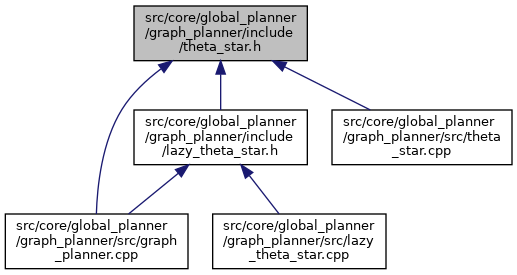 src/core/global_planner
/graph_planner/include
/theta_star.h
src/core/global_planner
/graph_planner/include
/lazy_theta_star.h
src/core/global_planner
/graph_planner/src/theta
_star.cpp
src/core/global_planner
/graph_planner/src/graph
_planner.cpp
src/core/global_planner
/graph_planner/src/lazy
_theta_star.cpp